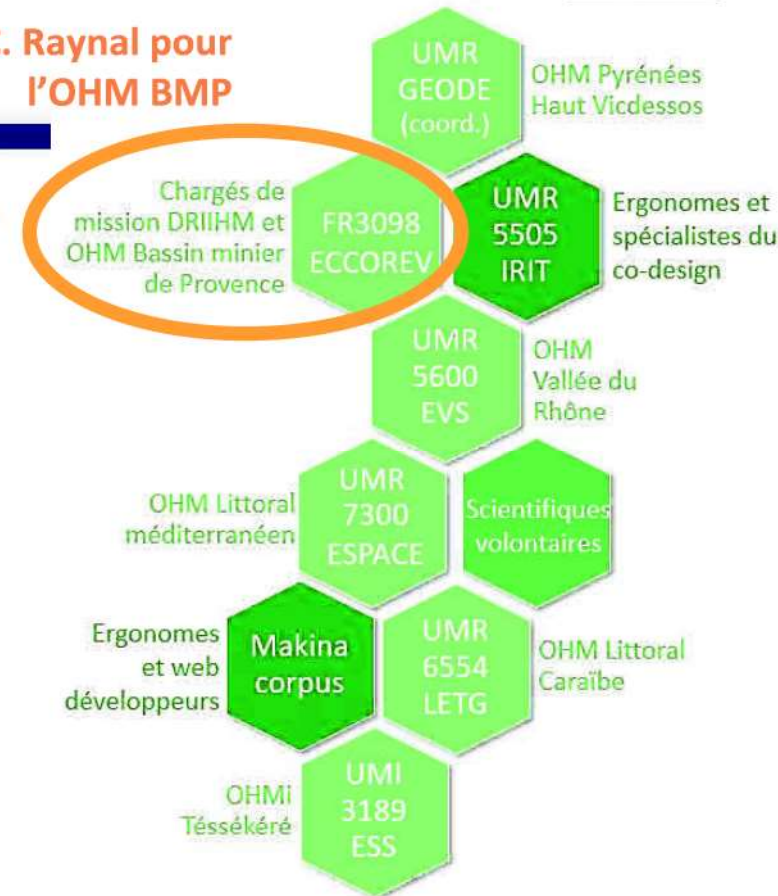 . Raynal pour
l'OHM BMP
UMR
GEODE
(coord.)
OHM Pyrénées
Haut Vicdessos
Chargés de
mission DRIIHM et
OHM Bassin minier
de Provence
FR3098
ECCOREV
UMR
5505
IRIT
Ergonomes et
spécialistes du
co-design
UMR
5600
EVS
OHM
Vallée du
Rhône
OHM Littoral
méditerranéen
UMR
7300
ESPACE
Scientifiques
volontaires
Ergonomes
et web
développeurs
Makina
corpus
UMR
6554
LETG
OHM Littoral
Caraïbe
OHMi
Téssékéré
UMI
3189
ESS